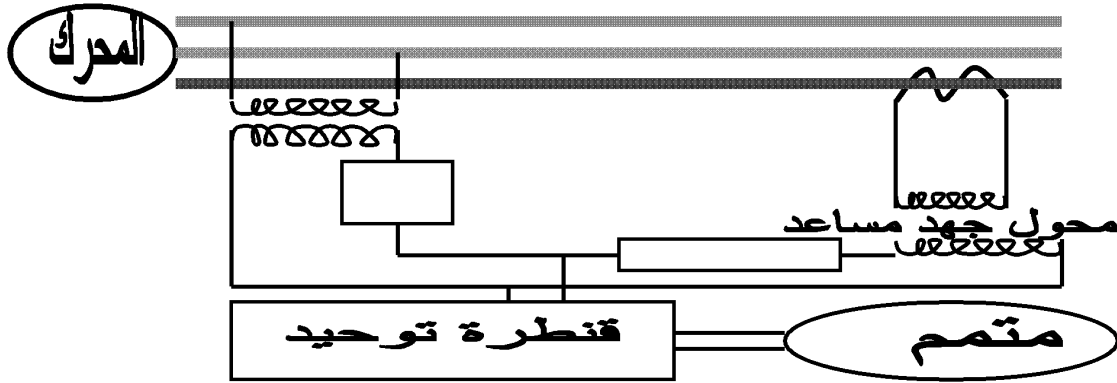 المحرك
محول جهد مساعد
قنطرة توحيد
متمم